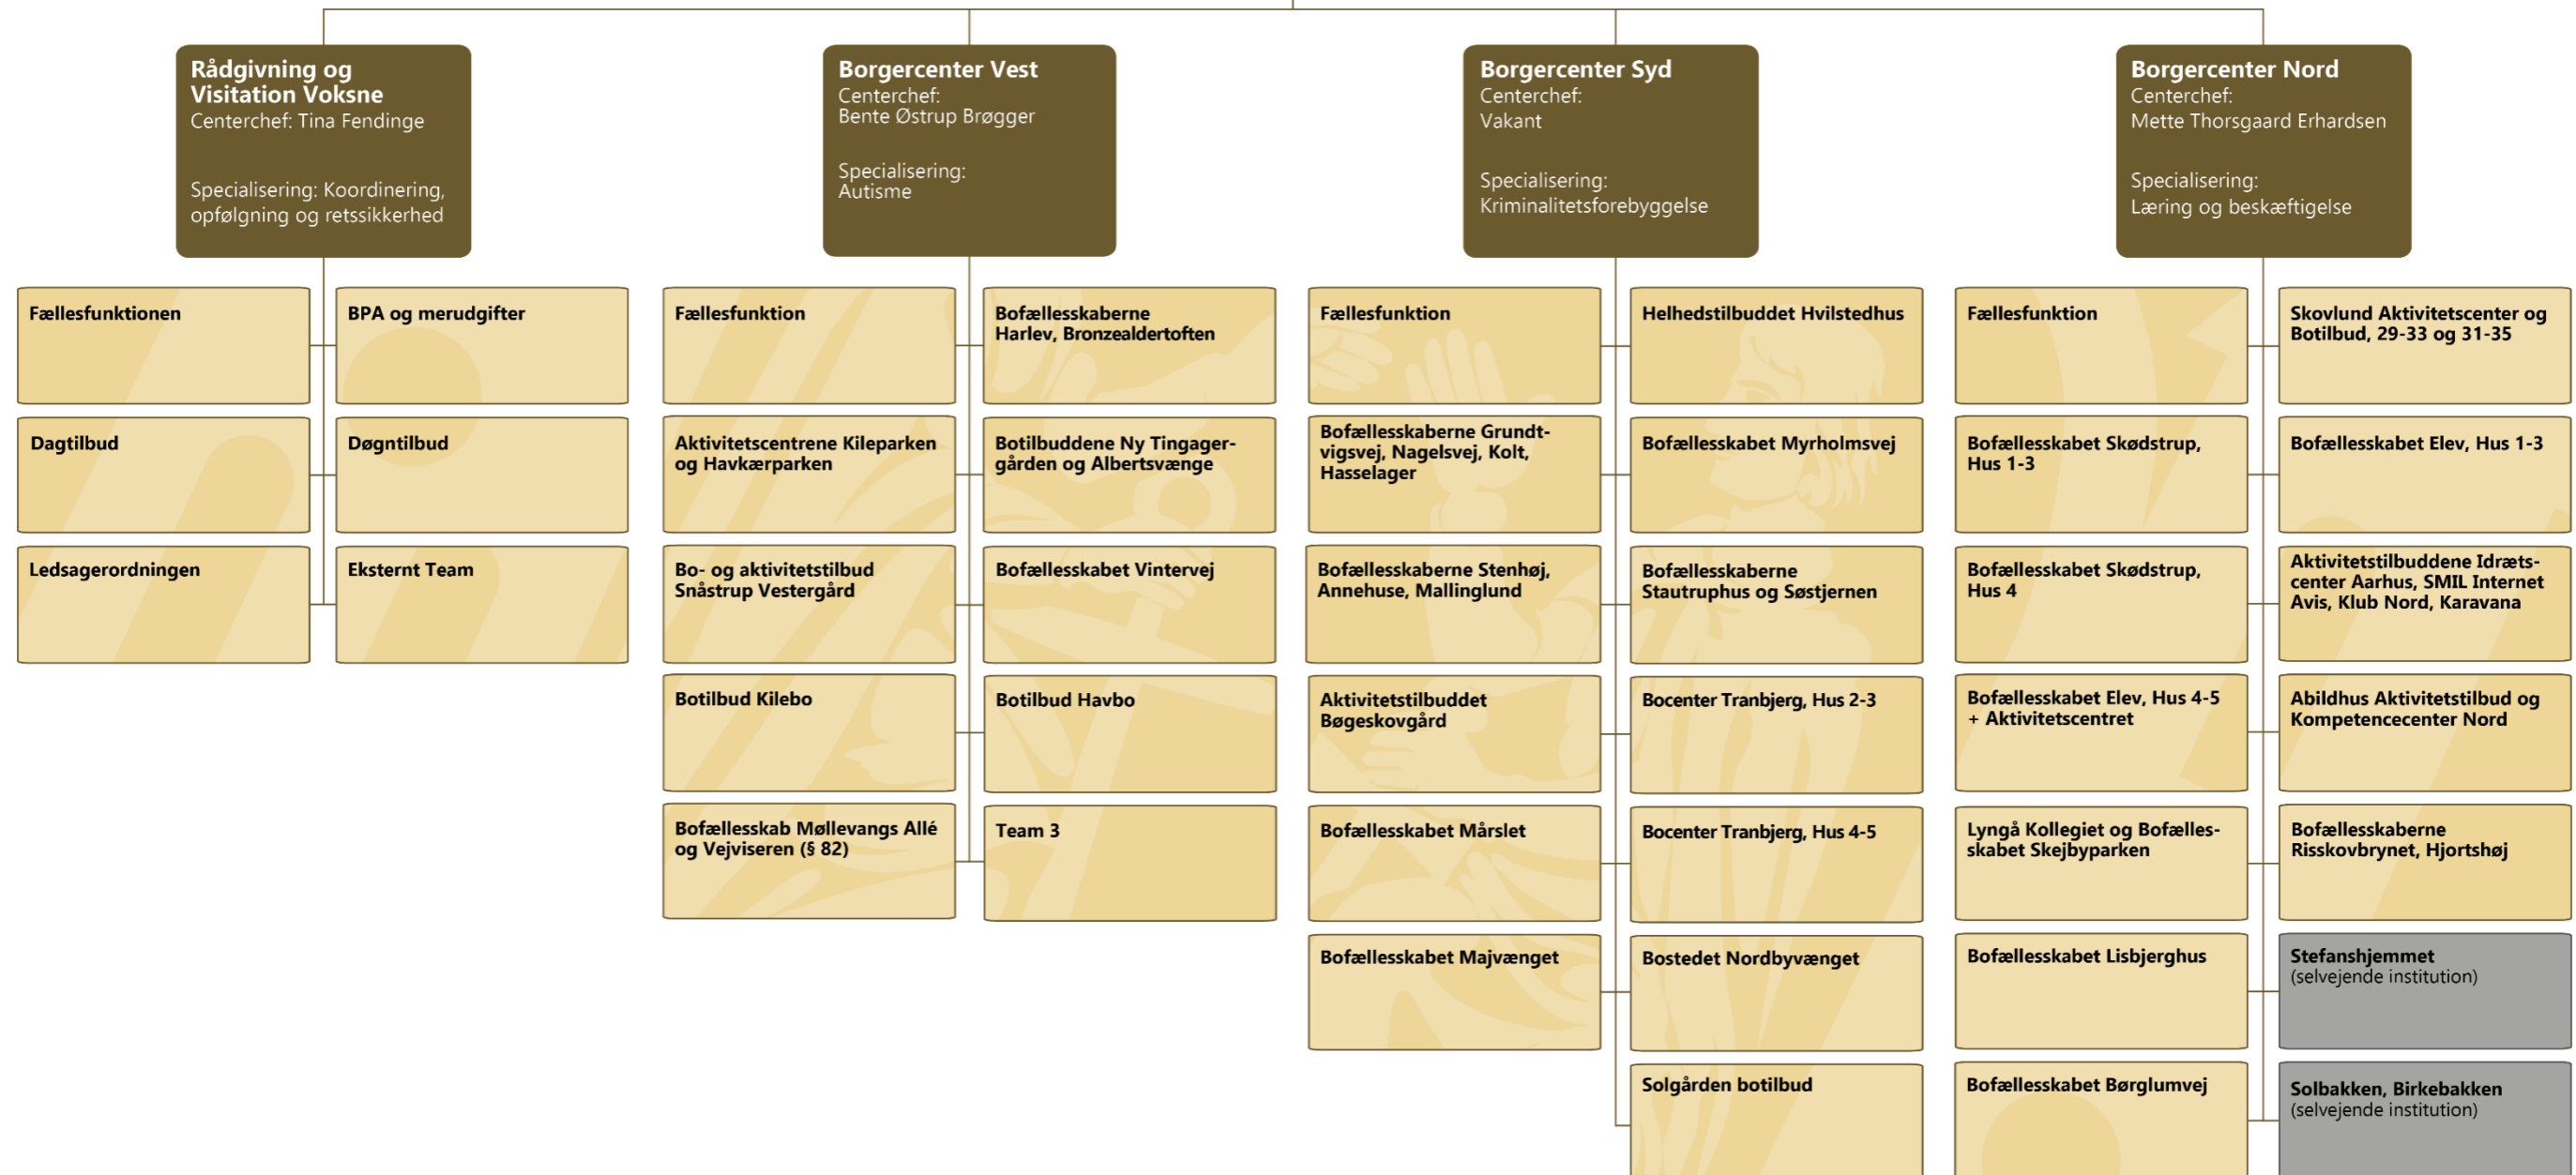 Rådgivning og
Visitation Voksne
Centerchef: Tina Fendinge
Specialisering: Koordinering,
opfølgning og retssikkerhed
Fællesfunktionen
BPA og merudgifter
Dagtilbud
Døgntilbud
Ledsagerordningen
Eksternt Team
Borgercenter Vest
Centerchef:
Bente Østrup Brøgger
Specialisering:
Autisme
Fællesfunktion
Bofællesskaberne
Harlev, Bronzealdertoften
Aktivitetscentrene Kileparken
og Havkærparken
Botilbuddene Ny Tingager-
gården og Albertsvænge
Bo- og aktivitetstilbud
Snåstrup Vestergård
Bofællesskabet Vintervej
Botilbud Kilebo
Botilbud Havbo
Bofællesskab Møllevangs Allé
og Vejviseren (§ 82)
Team 3
Borgercenter Syd
Centerchef:
Vakant
Specialisering:
Kriminalitetsforebyggelse
Fællesfunktion
Helhedstilbuddet Hvilstedhus
Bofællesskaberne Grundt-
vigsvej, Nagelsvej, Kolt,
Hasselager
Bofællesskabet Myrholmsvej
Bofællesskaberne Stenhøj,
Annehuse, Mallinglund
Bofællesskaberne
Stautruphus og Søstjernen
Aktivitetstilbuddet
Bøgeskovgård
Bocenter Tranbjerg, Hus 2-3
Bofællesskabet Mårslet
Bocenter Tranbjerg, Hus 4-5
Bofællesskabet Majvænget
Bostedet Nordbyvænget
Solgården botilbud
Borgercenter Nord
Centerchef:
Mette Thorsgaard Erhardsen
Specialisering:
Læring og beskæftigelse
Fællesfunktion
Skovlund Aktivitetscenter og
Botilbud, 29-33 og 31-35
Bofællesskabet Skødstrup,
Hus 1-3
Bofællesskabet Elev, Hus 1-3
Bofællesskabet Skødstrup,
Hus 4
Aktivitetstilbuddene Idræts-
center Aarhus, SMIL Internet
Avis, Klub Nord, Karavana
Bofællesskabet Elev, Hus 4-5
+ Aktivitetscentret
Abildhus Aktivitetstilbud og
Kompetencecenter Nord
Lyngå Kollegiet og Bofælles-
skabet Skejbyparken
Bofællesskaberne
Risskovbrynet, Hjortshøj
Bofællesskabet Lisbjerghus
Stefanshjemmet
(selvejende institution)
Bofællesskabet Børglumvej
Solbakken, Birkebakken
(selvejende institution)